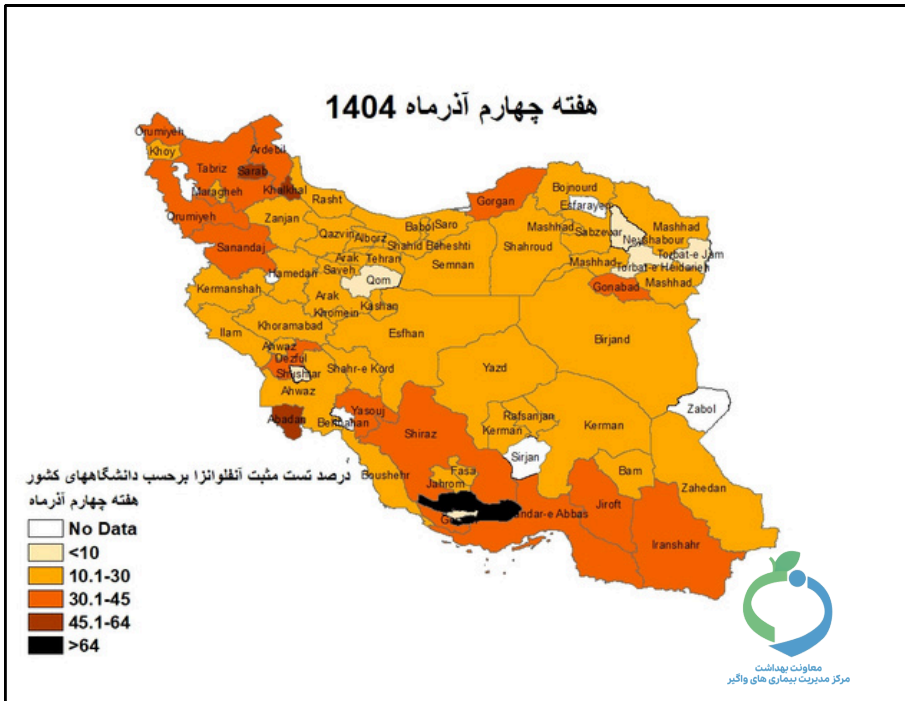 هفته چهارم آذرماه 1404
Orumiyeh
Khoy
Ardebil
Tabriz
Sarab
Maragheh
Khalkhal
Rasht
Orumiyeh
Zanjan
Gorgan
Bojnourd
Esfarayen
Sanandaj
Qazvin
Alborz
Babol
Saro
Mashhad
Sabzevar
Mashhad
Neyshabour
Shahid Beheshti
Shahroud
Torbat-e Jam
Hamedan
Arak
Tehran
Saveh
Semnan
Mashhad
Torbat-e Heidarieh
Kermanshah
Qom
Gonabad
Mashhad
Arak
Kashan
Khomein
Ilam
Khoramabad
Esfhan
Birjand
Ahwaz
Dezful
Shahr-e Kord
Yazd
Shushtar
Ahwaz
Zabol
Abadan
Behbahan
Yasouj
Rafsanjan
Kerman
Kerman
Shiraz
Sirjan
Boushehr
Fasa
Jahrom
Bam
Zahedan
andar-e Abbas
Jiroft
Iranshahr
درصد تست مثبت آنفلوانزا برحسب دانشگاههای کشور
هفته چهارم آذرماه
No Data
<10
10.1-30
30.1-45
45.1-64
>64
معاونت بهداشت
مرکز مدیریت بیماری های واگیر